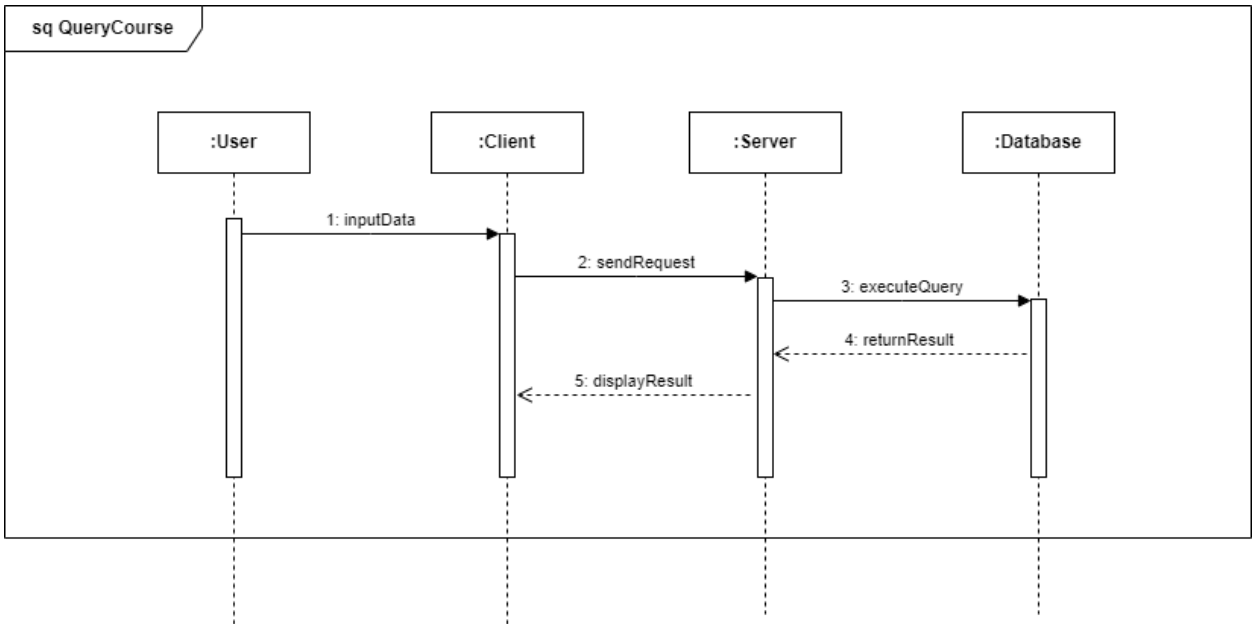 sq QueryCourse
:User
:Client
:Server
:Database
1: inputData
2: sendRequest
3: executeQuery
4: returnResult
5: displayResult